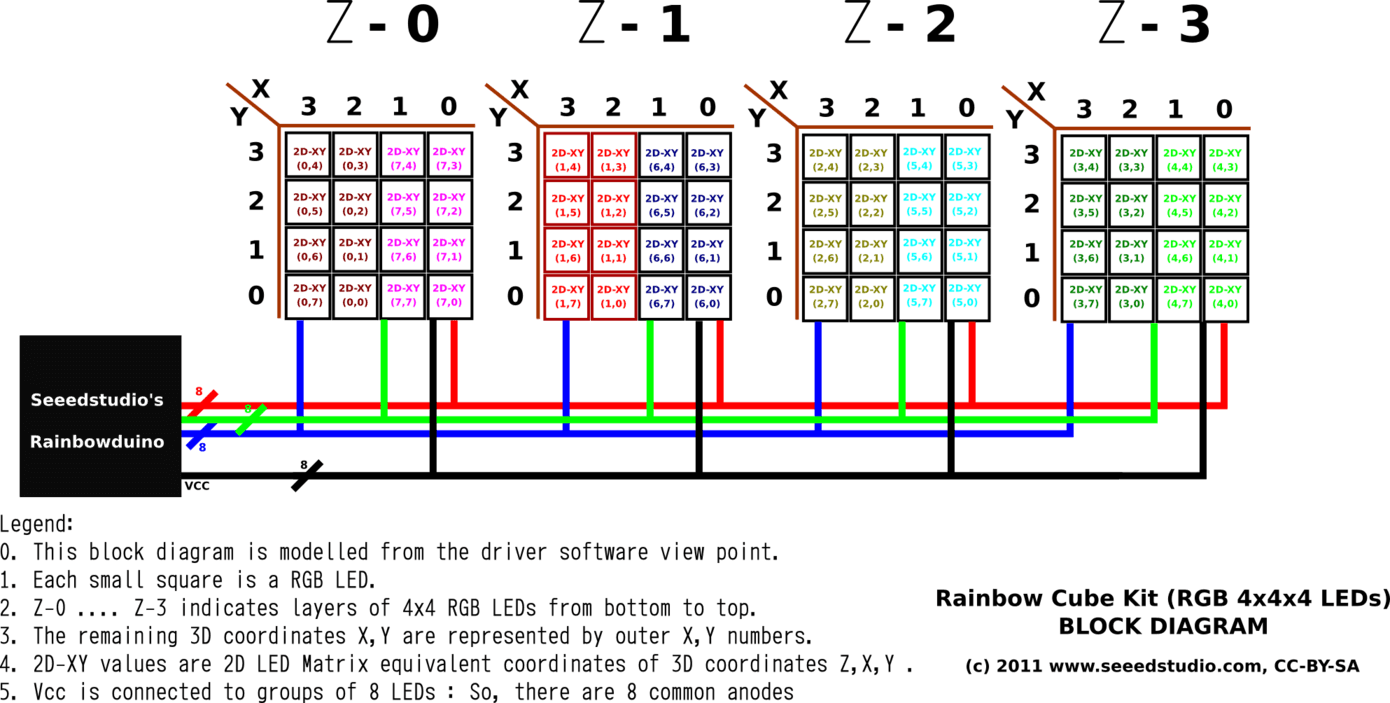 Z - 0 Z - 1 Z - 2 Z - 3
X X X X
Y 3 2 1 0 Y 3 2 1 0 Y 3 2 1 0 Y 3 2 1 0
3 2D-XY 2D-XY 2D-XY 2D-XY 3 2D-XY 2D-XY 2D-XY 2D-XY 3 2D-XY 2D-XY 2D-XY 2D-XY 3 2D-XY 2D-XY 2D-XY 2D-XY
(0,4) (0,3) (7,4) (7,3) (1,4) (1,3) (6,4) (6,3) (2,4) (2,3) (5,4) (5,3) (3,4) (3,3) (4,4) (4,3)
2 2D-XY 2D-XY 2D-XY 2D-XY 2 2D-XY 2D-XY 2D-XY 2D-XY 2 2D-XY 2D-XY 2D-XY 2D-XY 2 2D-XY 2D-XY 2D-XY 2D-XY
(0,5) (0,2) (7,5) (7,2) (1,5) (1,2) (6,5) (6,2) (2,5) (2,2) (5,5) (5,2) (3,5) (3,2) (4,5) (4,2)
1 2D-XY 2D-XY 2D-XY 2D-XY 1 2D-XY 2D-XY 2D-XY 2D-XY 1 2D-XY 2D-XY 2D-XY 2D-XY 1 2D-XY 2D-XY 2D-XY 2D-XY
(0,6) (0,1) (7,6) (7,1) (1,6) (1,1) (6,6) (6,1) (2,6) (2,1) (5,6) (5,1) (3,6) (3,1) (4,6) (4,1)
0 2D-XY 2D-XY 2D-XY 2D-XY 0 2D-XY 2D-XY 2D-XY 2D-XY 0 2D-XY 2D-XY 2D-XY 2D-XY 0 2D-XY 2D-XY 2D-XY 2D-XY
(0,7) (0,0) (7,7) (7,0) (1,7) (1,0) (6,7) (6,0) (2,7) (2,0) (5,7) (5,0) (3,7) (3,0) (4,7) (4,0)
Seeedstudio's
Rainbowduino
8
8
8
8
VCC
Legend:
0. This block diagram is modelled from the driver software view point.
1. Each small square is a RGB LED.
2. Z-0 .... Z-3 indicates layers of 4x4 RGB LEDs from bottom to top.
3. The remaining 3D coordinates X,Y are represented by outer X,Y numbers.
4. 2D-XY values are 2D LED Matrix equivalent coordinates of 3D coordinates Z,X,Y .
5. Vcc is connected to groups of 8 LEDs : So, there are 8 common anodes
Rainbow Cube Kit (RGB 4x4x4 LEDs)
BLOCK DIAGRAM
(c) 2011 www.seeedstudio.com, CC-BY-SA